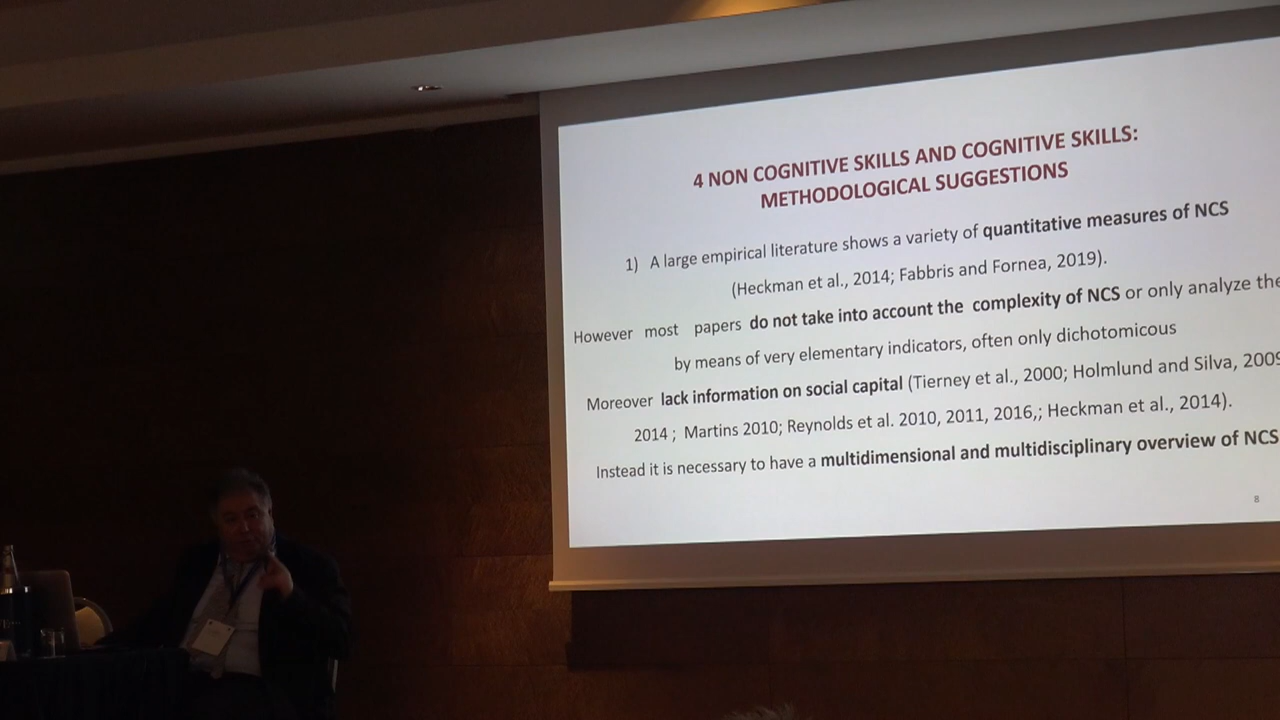 4 NON COGNITIVE SKILLS AND COGNITIVE SKILLS:
METHODOLOGICAL SUGGESTIONS
1) A large empirical literature shows a variety of quantitative measures of NCS
(Heckman et al., 2014; Fabbris and Fornea, 2019).
However most papers do not take into account the complexity of NCS or only analyze the
by means of very elementary indicators, often only dichotomicous
Moreover lack information on social capital (Tierney et al., 2000; Holmlund and Silva, 2009
2014 ; Martins 2010; Reynolds et al. 2010, 2011, 2016,; Heckman et al., 2014).
Instead it is necessary to have a multidimensional and multidisciplinary overview of NCS
8